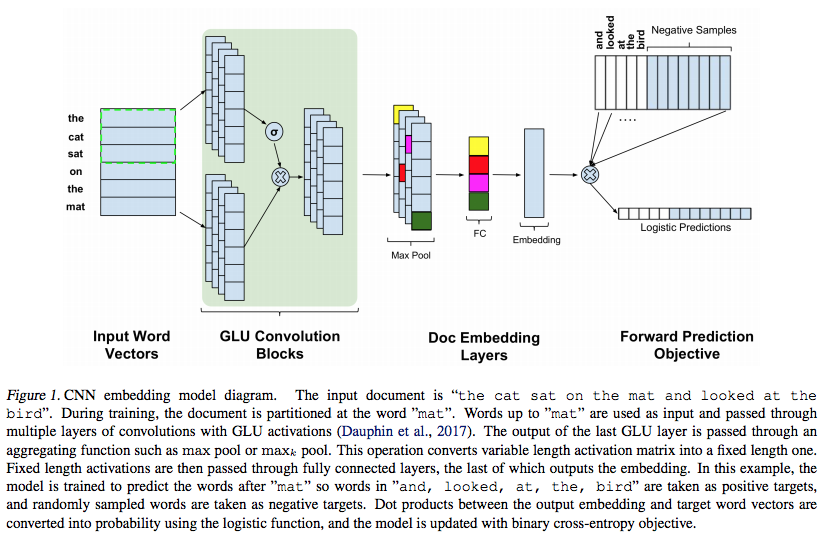 and
looked
at
the
bird
Negative Samples
the
cat
sat
on
the
mat
σ
....
Max Pool
FC
Embedding
Logistic Predictions
Input Word
Vectors
GLU Convolution
Blocks
Doc Embedding
Layers
Forward Prediction
Objective
Figure 1. CNN embedding model diagram. The input document is “the cat sat on the mat and looked at the
bird”. During training, the document is partitioned at the word ”mat”. Words up to ”mat” are used as input and passed through
multiple layers of convolutions with GLU activations (Dauphin et al., 2017). The output of the last GLU layer is passed through an
aggregating function such as max pool or maxₖ pool. This operation converts variable length activation matrix into a fixed length one.
Fixed length activations are then passed through fully connected layers, the last of which outputs the embedding. In this example, the
model is trained to predict the words after ”mat” so words in ”and, looked, at, the, bird” are taken as positive targets,
and randomly sampled words are taken as negative targets. Dot products between the output embedding and target word vectors are
converted into probability using the logistic function, and the model is updated with binary cross-entropy objective.